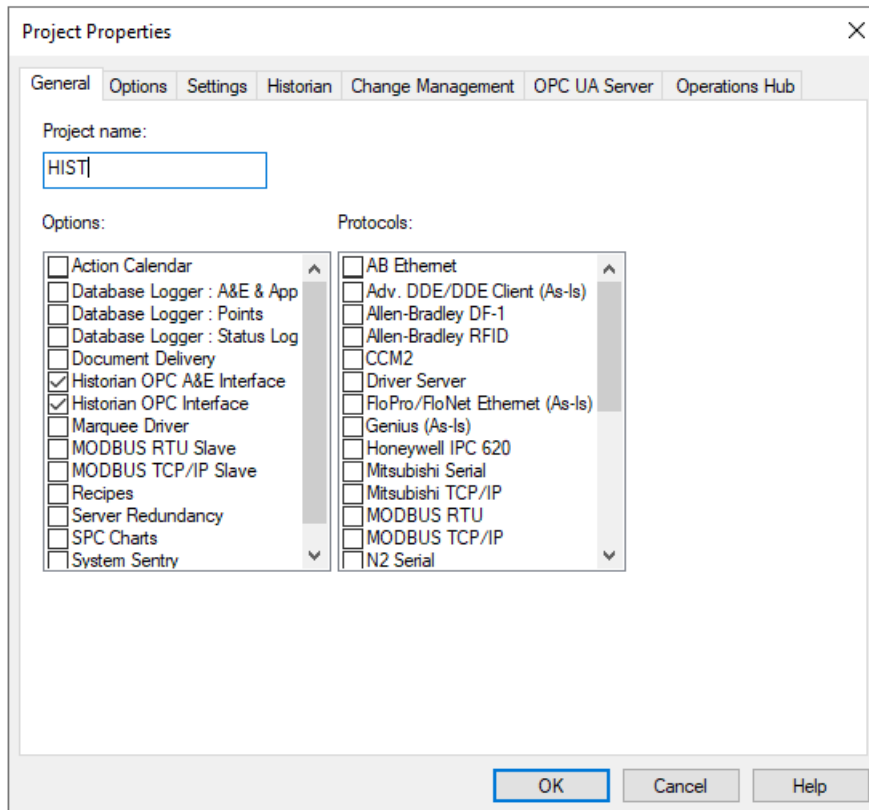 Project Properties
General Options Settings Historian Change Management OPC UA Server Operations Hub
Project name:
HIST
Options:
Action Calendar
Database Logger : A&E & App
Database Logger : Points
Database Logger : Status Log
Document Delivery
Historian OPC A&E Interface
Historian OPC Interface
Marquee Driver
MODBUS RTU Slave
MODBUS TCP/IP Slave
Recipes
Server Redundancy
SPC Charts
System Sentry
Protocols:
AB Ethernet
Adv. DDE/DDE Client (As-Is)
Allen-Bradley DF-1
Allen-Bradley RFID
CCM2
Driver Server
FloPro/FloNet Ethernet (As-Is)
Genius (As-Is)
Honeywell IPC 620
Mitsubishi Serial
Mitsubishi TCP/IP
MODBUS RTU
MODBUS TCP/IP
N2 Serial
OK Cancel Help